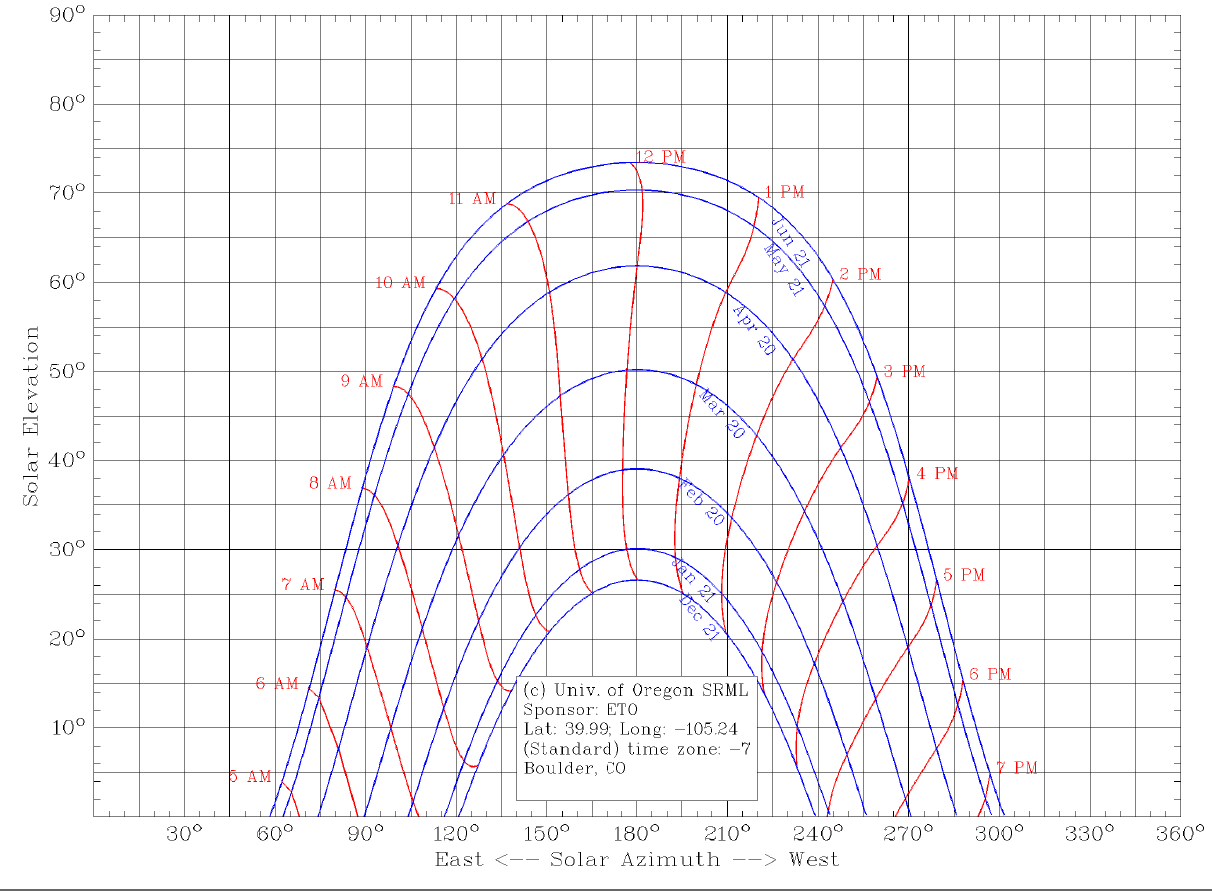 90°
80°
70°
60°
50°
40°
30°
20°
10°
Solar Elevation
12 PM
11 AM
1 PM
10 AM
2 PM
9 AM
3 PM
8 AM
4 PM
7 AM
5 PM
6 AM
6 PM
5 AM
7 PM
Jun 21
May 21
Apr 20
Mar 20
Feb 20
Jan 21
Dec 21
(c) Univ. of Oregon SRML
Sponsor: ETO
Lat: 39.99; Long: −105.24
(Standard) time zone: −7
Boulder, CO
30° 60° 90° 120° 150° 180° 210° 240° 270° 300° 330° 360°
East <−− Solar Azimuth −−> West